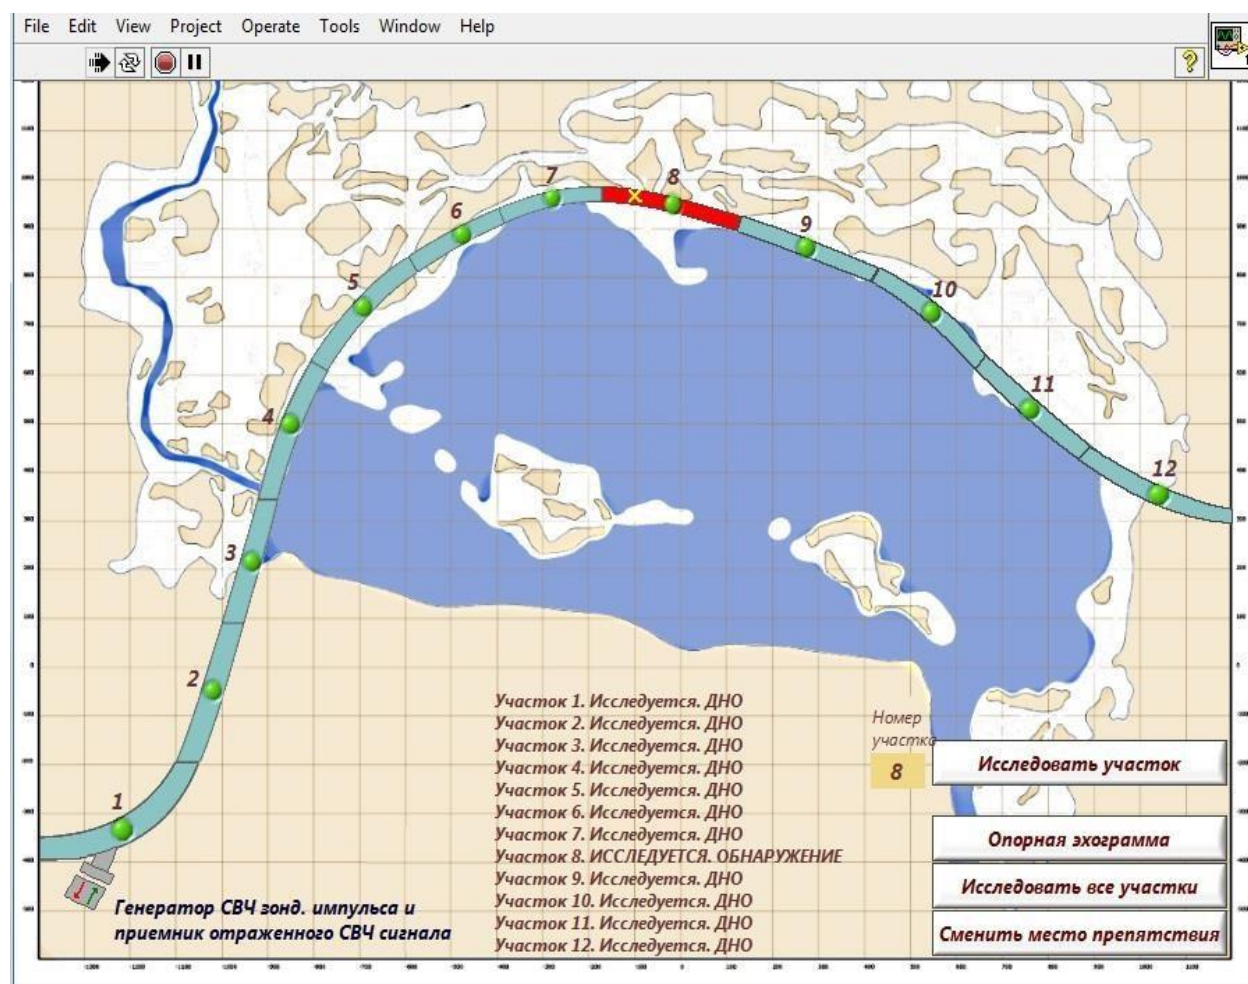 File Edit View Project Operate Tools Window Help
?
7
8
6
9
5
10
11
4
12
3
2
1
Участок 1. Исследуется. ДНО
Участок 2. Исследуется. ДНО
Участок 3. Исследуется. ДНО
Участок 4. Исследуется. ДНО
Участок 5. Исследуется. ДНО
Участок 6. Исследуется. ДНО
Участок 7. Исследуется. ДНО
Участок 8. ИССЛЕДУЕТСЯ. ОБНАРУЖЕНИЕ
Участок 9. Исследуется. ДНО
Участок 10. Исследуется. ДНО
Участок 11. Исследуется. ДНО
Участок 12. Исследуется. ДНО
Номер
участка
8
Исследовать участок
Опорная эхограмма
Исследовать все участки
Сменить место препятствия
Генератор СВЧ зонд. импульса и
приемник отраженного СВЧ сигнала